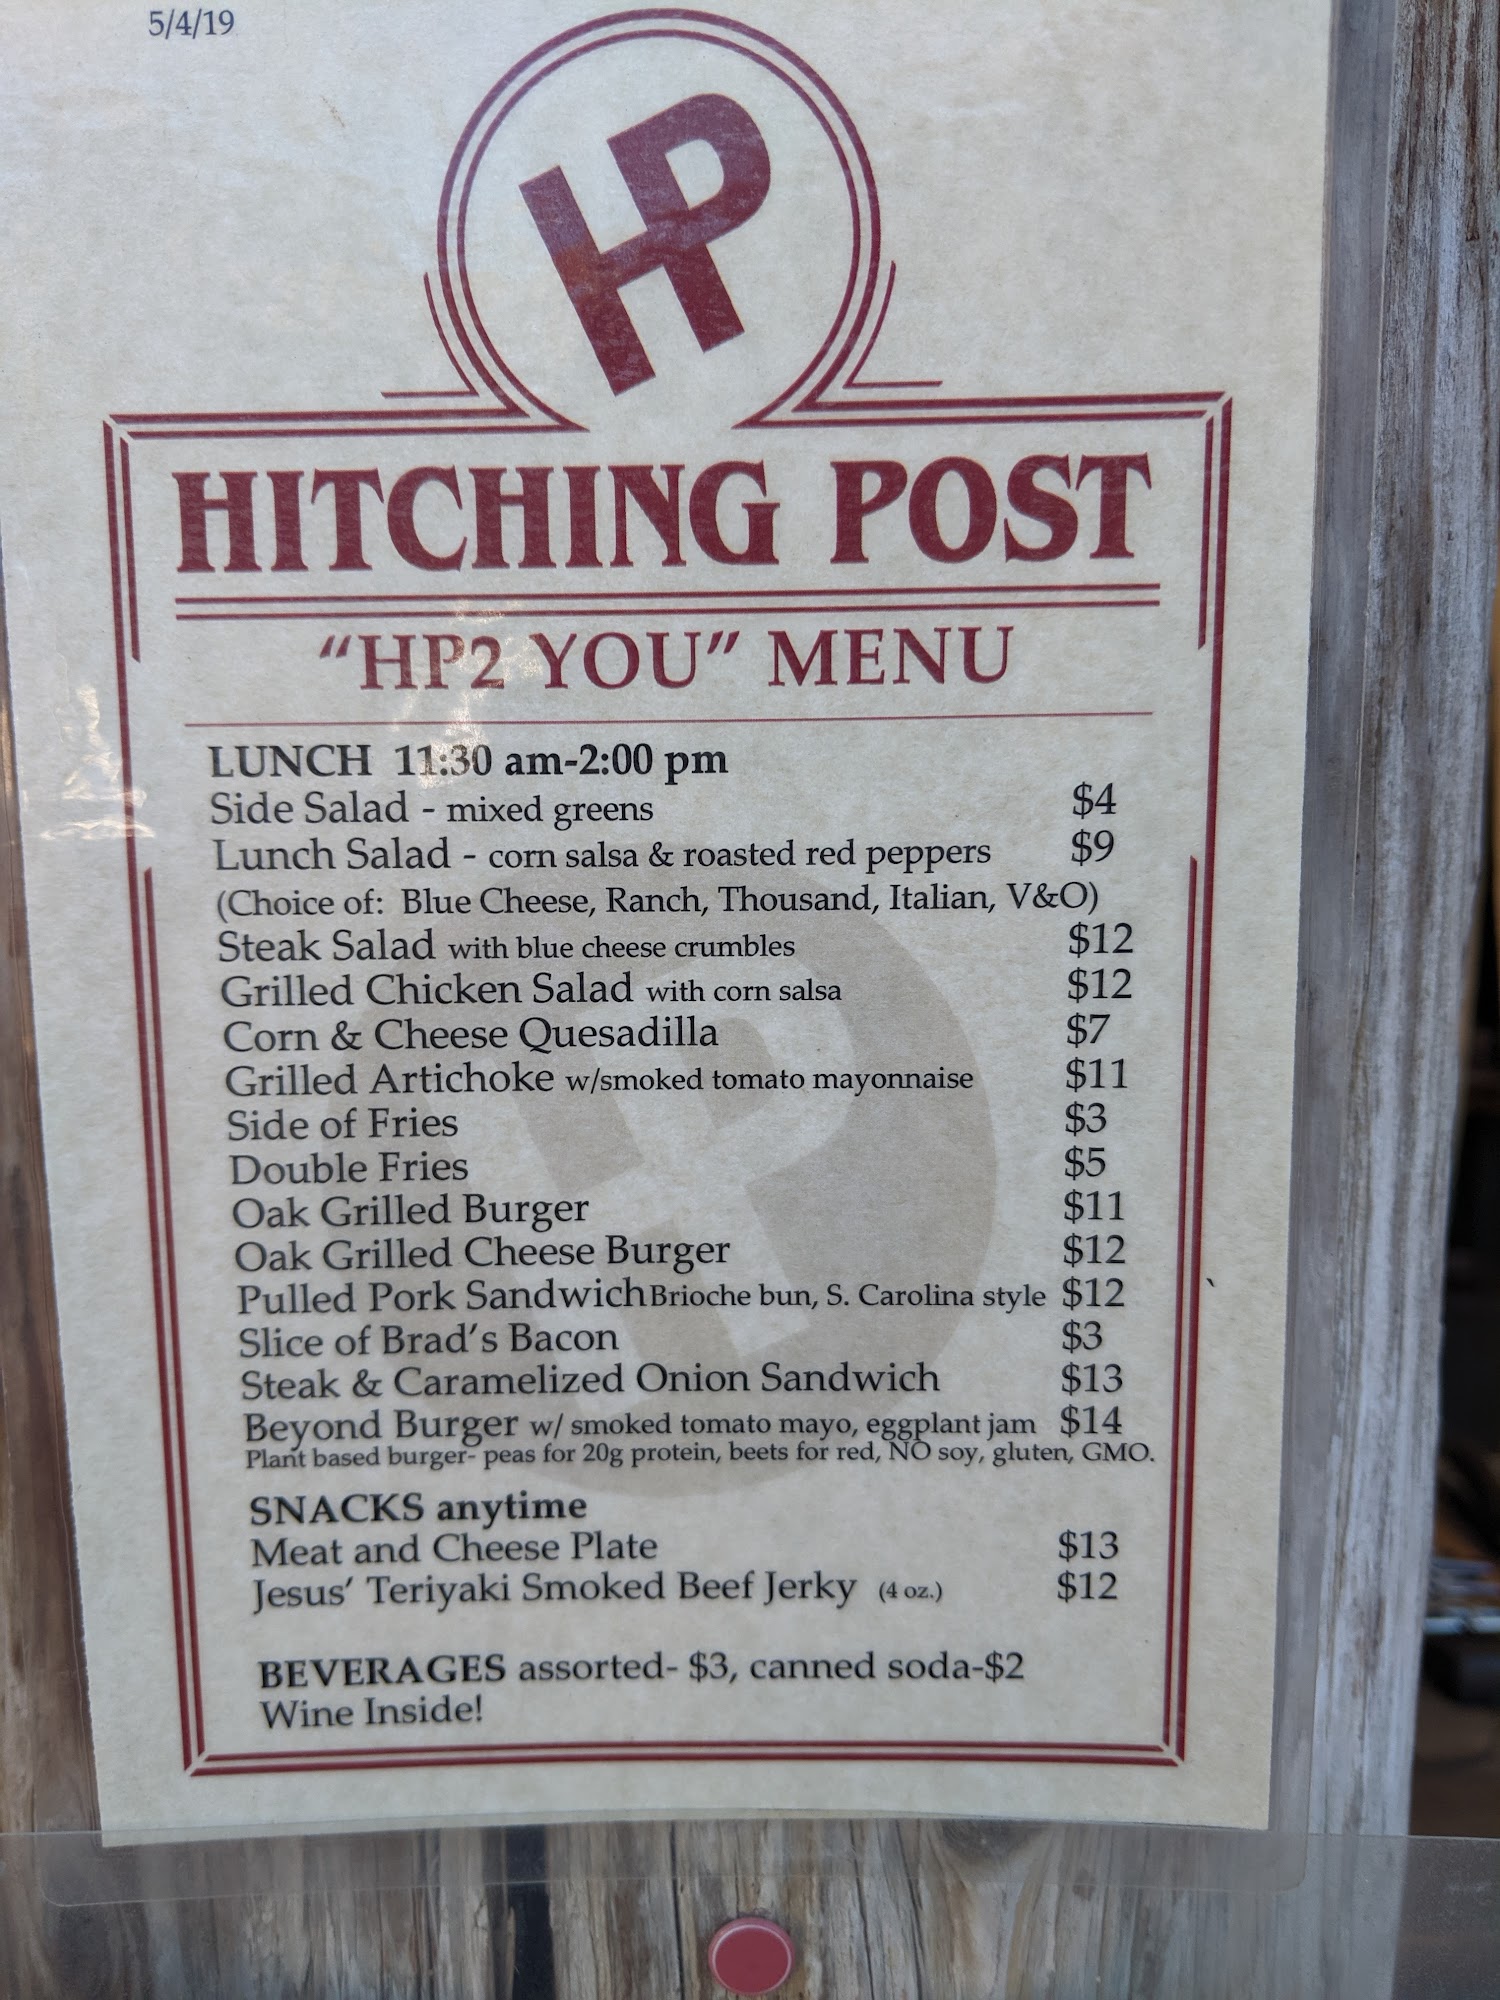 5/4/19
HP
HITCHING POST
"HP2 YOU" MENU
LUNCH 11:30 am-2:00 pm
Side Salad - mixed greens $4
Lunch Salad - corn salsa & roasted red peppers $9
(Choice of: Blue Cheese, Ranch, Thousand, Italian, V&O)
Steak Salad with blue cheese crumbles $12
Grilled Chicken Salad with corn salsa $12
Corn & Cheese Quesadilla $7
Grilled Artichoke w/smoked tomato mayonnaise $11
Side of Fries $3
Double Fries $5
Oak Grilled Burger $11
Oak Grilled Cheese Burger $12
Pulled Pork Sandwich Brioche bun, S. Carolina style $12
Slice of Brad's Bacon $3
Steak & Caramelized Onion Sandwich $13
Beyond Burger w/ smoked tomato mayo, eggplant jam $14
Plant based burger- peas for 20g protein, beets for red, NO soy, gluten, GMO.
SNACKS anytime
Meat and Cheese Plate $13
Jesus' Teriyaki Smoked Beef Jerky (4 oz.) $12
BEVERAGES assorted- $3, canned soda-$2
Wine Inside!